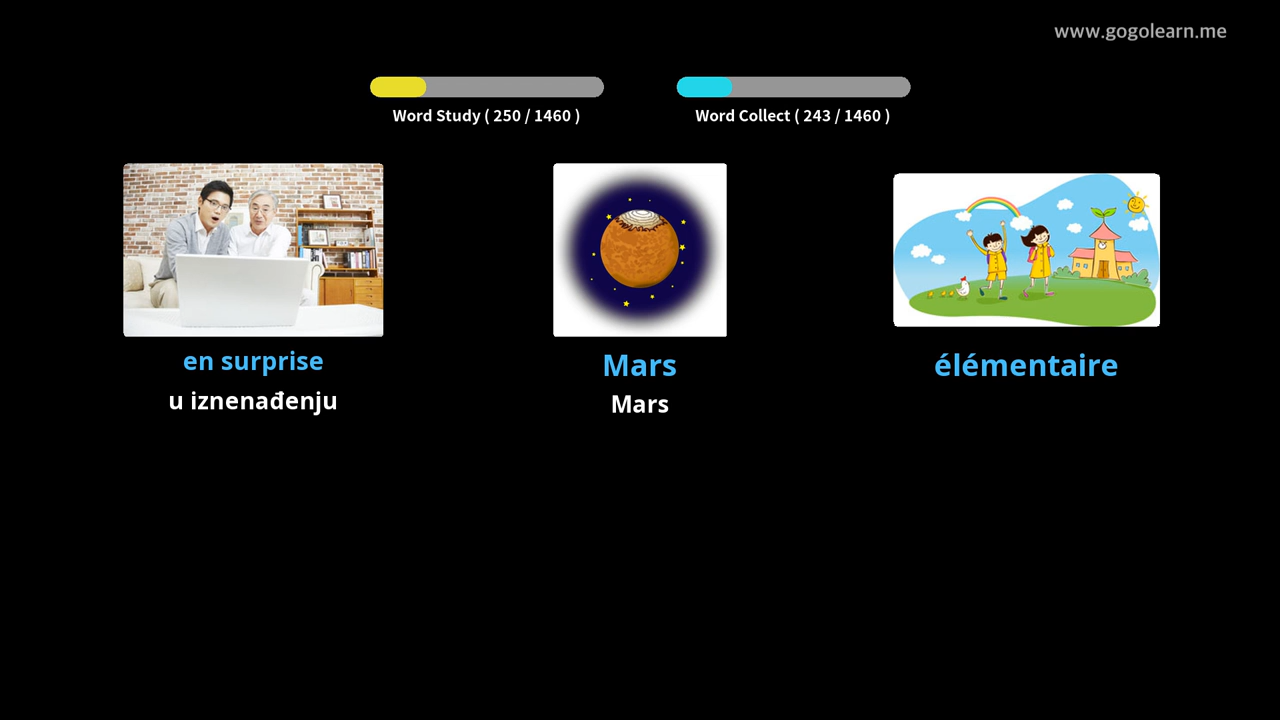 www.gogolearn.me
Word Study ( 250 / 1460 )
Word Collect ( 243 / 1460 )
en surprise
u iznenađenju
Mars
Mars
élémentaire